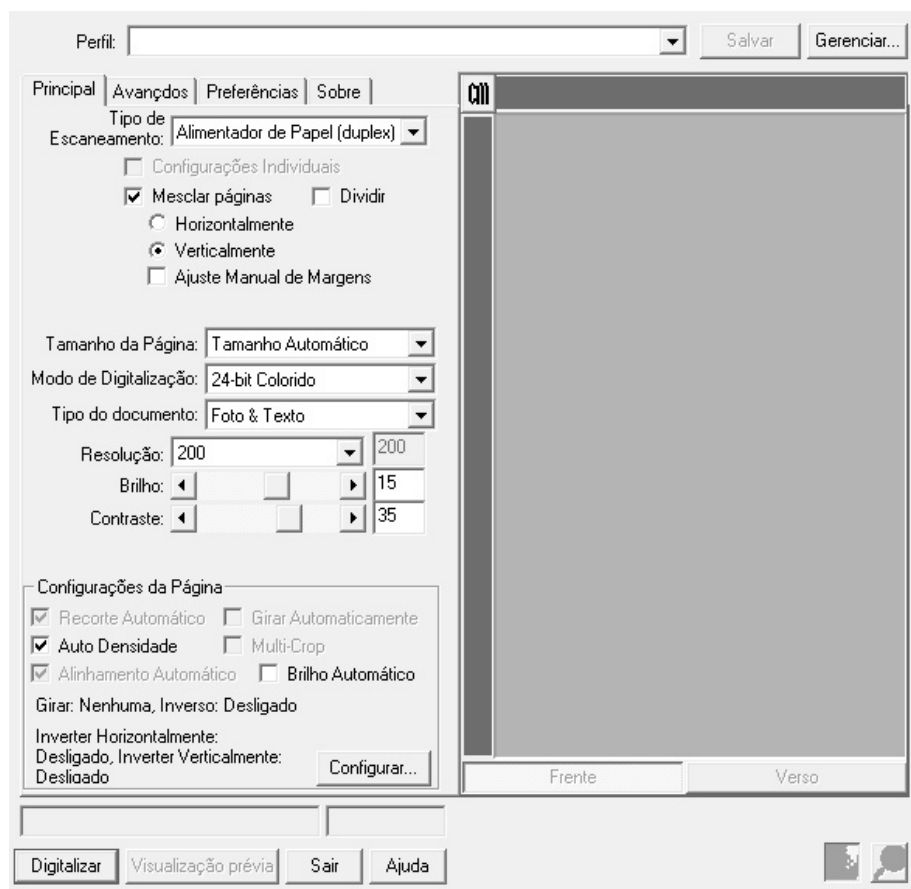 Perfil:
Salvar
Gerenciar...
Principal
Avançdos
Preferências
Sobre
Tipo de
Escaneamento:
Alimentador de Papel (duplex)
Configurações Individuais
Mesclar páginas
Dividir
Horizontalmente
Verticalmente
Ajuste Manual de Margens
Tamanho da Página:
Tamanho Automático
Modo de Digitalização:
24-bit Colorido
Tipo do documento:
Foto & Texto
Resolução:
200
200
Brilho:
15
Contraste:
35
Configurações da Página
Recorte Automático
Girar Automaticamente
Auto Densidade
Multi-Crop
Alinhamento Automático
Brilho Automático
Girar: Nenhuma, Inverso: Desligado
Inverter Horizontalmente:
Desligado, Inverter Verticalmente:
Desligado
Configurar...
cm
Frente
Verso
Digitalizar
Visualização prévia
Sair
Ajuda